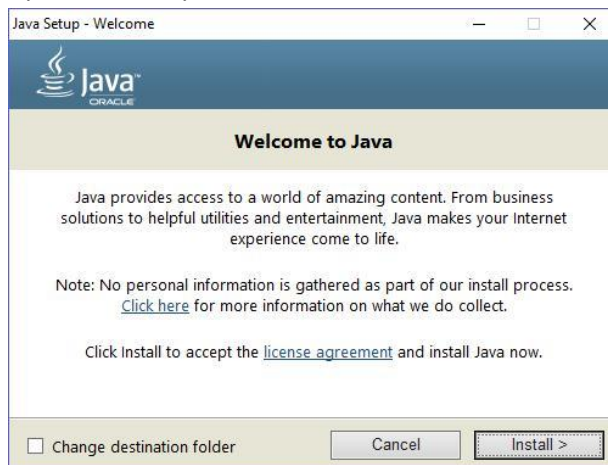 Java Setup - Welcome
Java™
ORACLE
Welcome to Java
Java provides access to a world of amazing content. From business
solutions to helpful utilities and entertainment, Java makes your Internet
experience come to life.
Note: No personal information is gathered as part of our install process.
Click here for more information on what we do collect.
Click Install to accept the license agreement and install Java now.
Change destination folder
Cancel
Install >